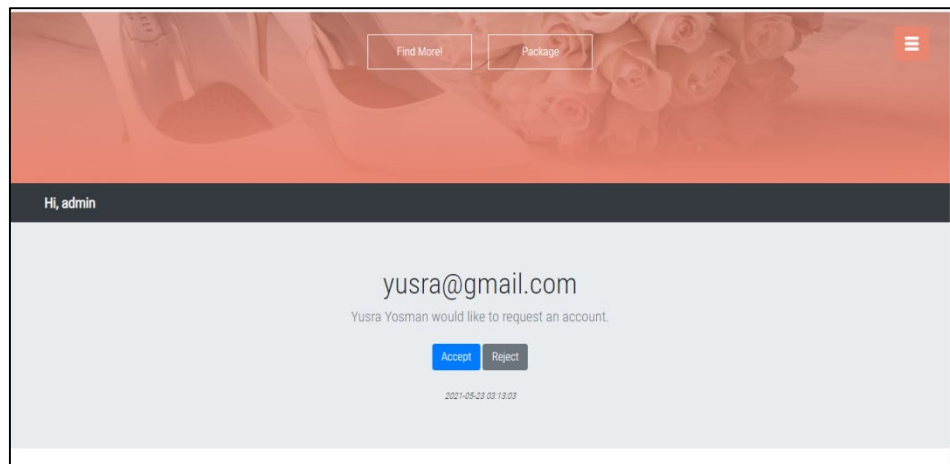 Find More!
Package
Hi, admin
yusra@gmail.com
Yusra Yosman would like to request an account.
Accept
Reject
2021-05-23 03:13:03